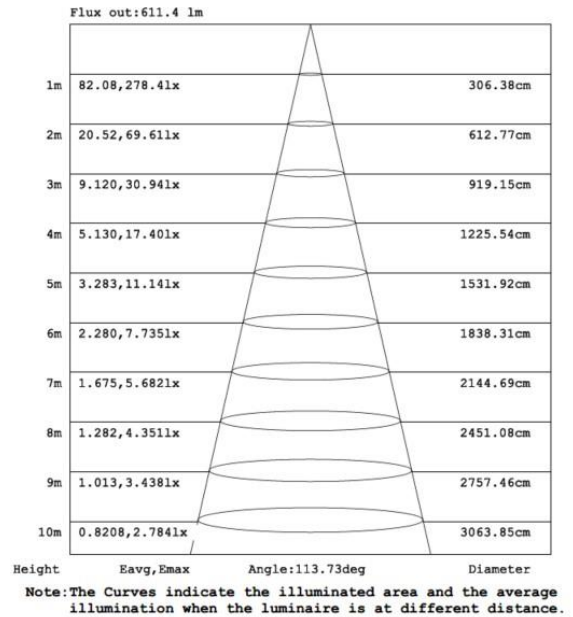 Flux out:611.4 lm
1m 82.08,278.4lx 306.38cm
2m 20.52,69.61lx 612.77cm
3m 9.120,30.94lx 919.15cm
4m 5.130,17.40lx 1225.54cm
5m 3.283,11.14lx 1531.92cm
6m 2.280,7.735lx 1838.31cm
7m 1.675,5.682lx 2144.69cm
8m 1.282,4.351lx 2451.08cm
9m 1.013,3.438lx 2757.46cm
10m 0.8208,2.784lx 3063.85cm
Height Eavg,Emax Angle:113.73deg Diameter
Note:The Curves indicate the illuminated area and the average
illumination when the luminaire is at different distance.